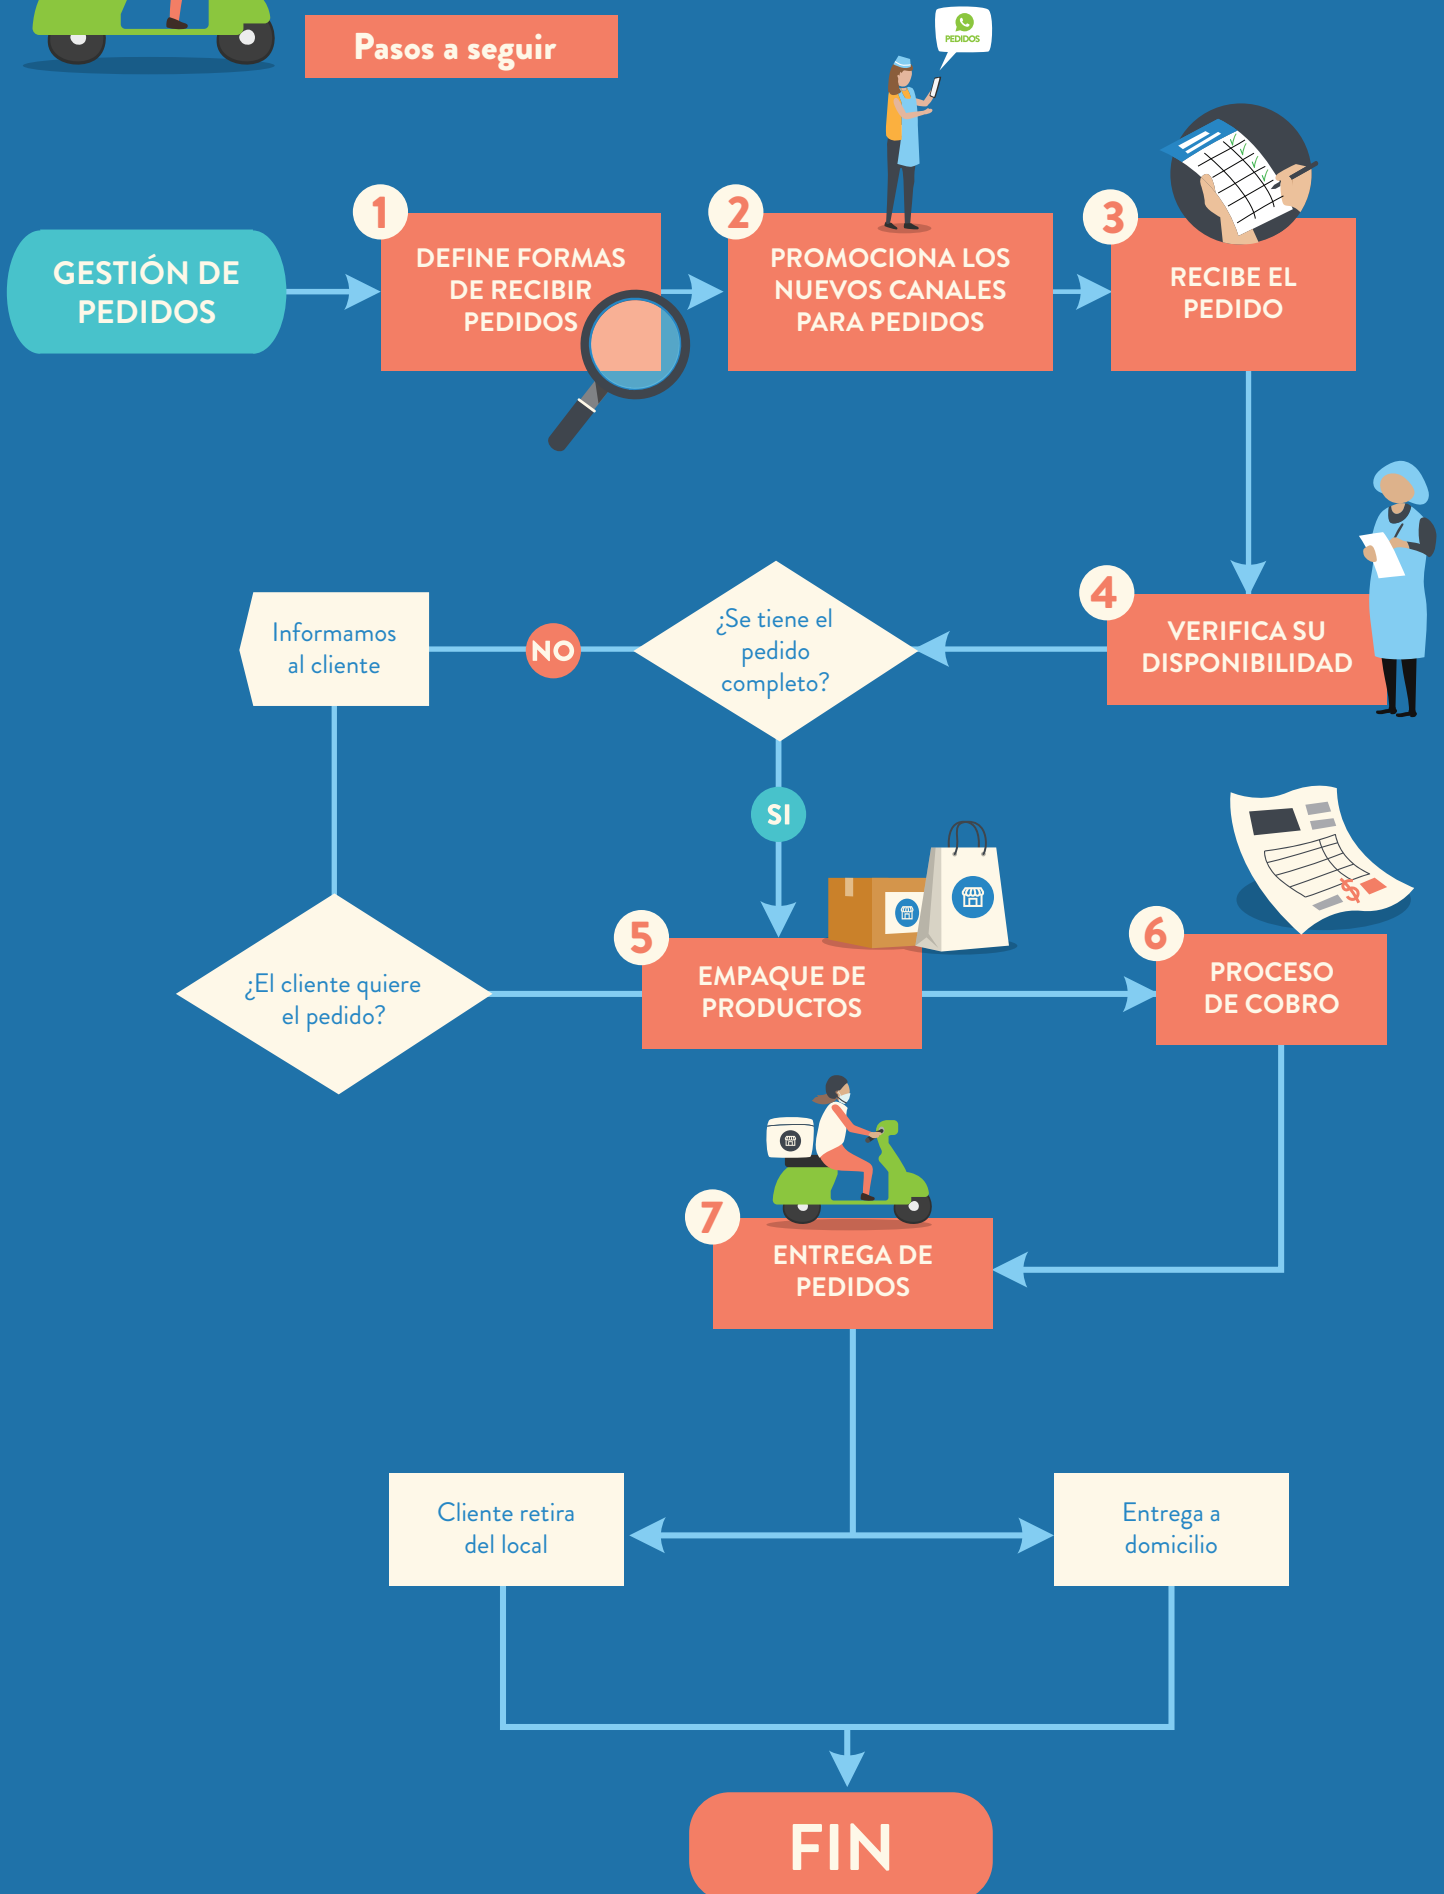 Pasos a seguir
PEDIDOS
GESTIÓN DE
PEDIDOS
1
DEFINE FORMAS
DE RECIBIR
PEDIDOS
2
PROMOCIONA LOS
NUEVOS CANALES
PARA PEDIDOS
3
RECIBE EL
PEDIDO
4
VERIFICA SU
DISPONIBILIDAD
¿Se tiene el
pedido
completo?
NO
Informamos
al cliente
SI
¿El cliente quiere
el pedido?
5
EMPAQUE DE
PRODUCTOS
6
PROCESO
DE COBRO
$
7
ENTREGA DE
PEDIDOS
Cliente retira
del local
Entrega a
domicilio
FIN